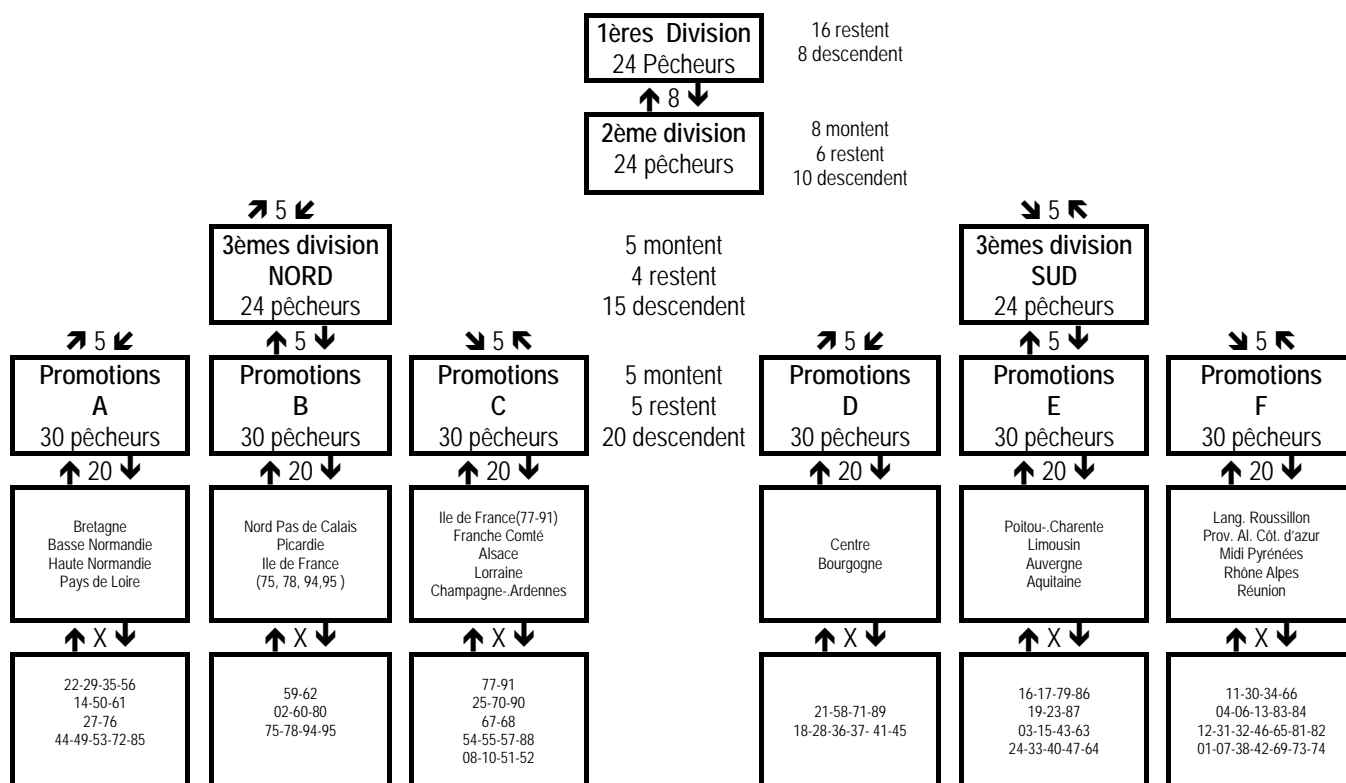 1ères Division
24 Pêcheurs
16 restent
8 descendent
↑ 8 ↓
2ème division
24 pêcheurs
8 montent
6 restent
10 descendent
↗ 5 ↙
↘ 5 ↖
3èmes division
NORD
24 pêcheurs
5 montent
4 restent
15 descendent
3èmes division
SUD
24 pêcheurs
↗ 5 ↙
↑ 5 ↓
↘ 5 ↖
↗ 5 ↙
↑ 5 ↓
↘ 5 ↖
Promotions
A
30 pêcheurs
Promotions
B
30 pêcheurs
Promotions
C
30 pêcheurs
5 montent
5 restent
20 descendent
Promotions
D
30 pêcheurs
Promotions
E
30 pêcheurs
Promotions
F
30 pêcheurs
↑ 20 ↓
↑ 20 ↓
↑ 20 ↓
↑ 20 ↓
↑ 20 ↓
↑ 20 ↓
Bretagne
Basse Normandie
Haute Normandie
Pays de Loire
Nord Pas de Calais
Picardie
Ile de France
(75, 78, 94,95 )
Ile de France(77-91)
Franche Comté
Alsace
Lorraine
Champagne-.Ardennes
Centre
Bourgogne
Poitou-.Charente
Limousin
Auvergne
Aquitaine
Lang. Roussillon
Prov. Al. Côt. d'azur
Midi Pyrénées
Rhône Alpes
Réunion
↑ X ↓
↑ X ↓
↑ X ↓
↑ X ↓
↑ X ↓
↑ X ↓
22-29-35-56
14-50-61
27-76
44-49-53-72-85
59-62
02-60-80
75-78-94-95
77-91
25-70-90
67-68
54-55-57-88
08-10-51-52
21-58-71-89
18-28-36-37- 41-45
16-17-79-86
19-23-87
03-15-43-63
24-33-40-47-64
11-30-34-66
04-06-13-83-84
12-31-32-46-65-81-82
01-07-38-42-69-73-74